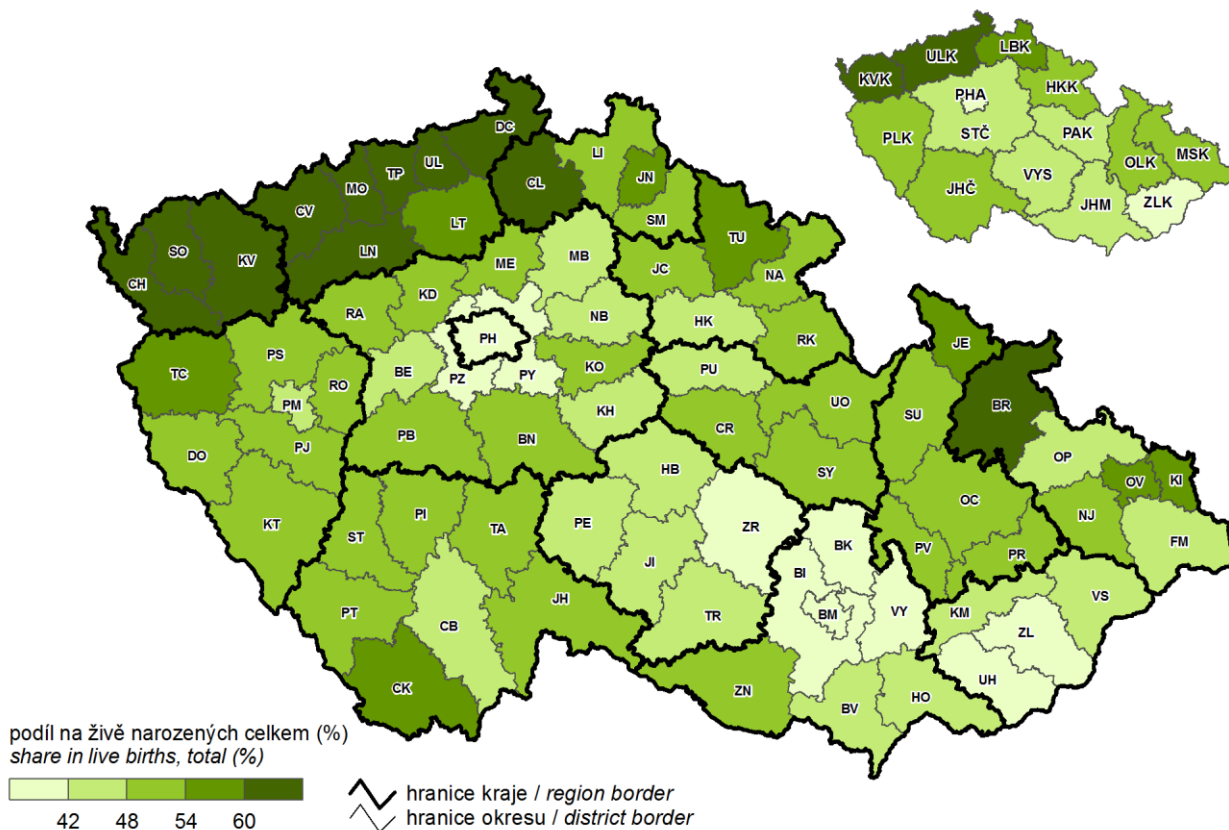 KVK
ULK
LBK
HKK
PHA
STČ
PLK
PAK
OLK
MSK
VYS
JHČ
JHM
ZLK
DC
UL
TP
MO
CV
LN
LT
CL
LI
JN
SM
CH
SO
KV
TU
JC
NA
ME
MB
KD
RA
PH
NB
HK
RK
TC
PS
RO
PM
BE
PZ
PY
KO
KH
PU
UO
CR
SY
JE
BR
SU
DO
PJ
KT
PB
BN
OP
OV
KI
NJ
FM
OC
PV
PR
HB
PE
ZR
JI
TR
ST
PI
TA
PT
CB
JH
CK
BK
BI
BM
VY
ZN
BV
HO
KM
VS
ZL
UH
podíl na živě narozených celkem (%)
share in live births, total (%)
42 48 54 60
hranice kraje / region border
hranice okresu / district border